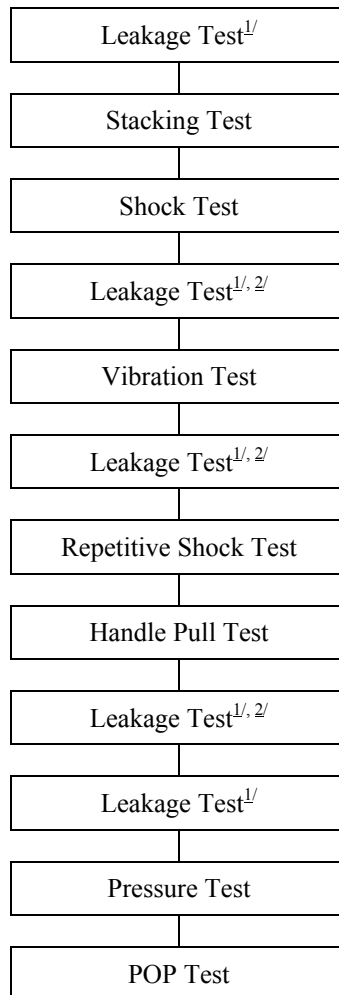 Leakage Test1/
Stacking Test
Shock Test
Leakage Test1/, 2/
Vibration Test
Leakage Test1/, 2/
Repetitive Shock Test
Handle Pull Test
Leakage Test1/, 2/
Leakage Test1/
Pressure Test
POP Test